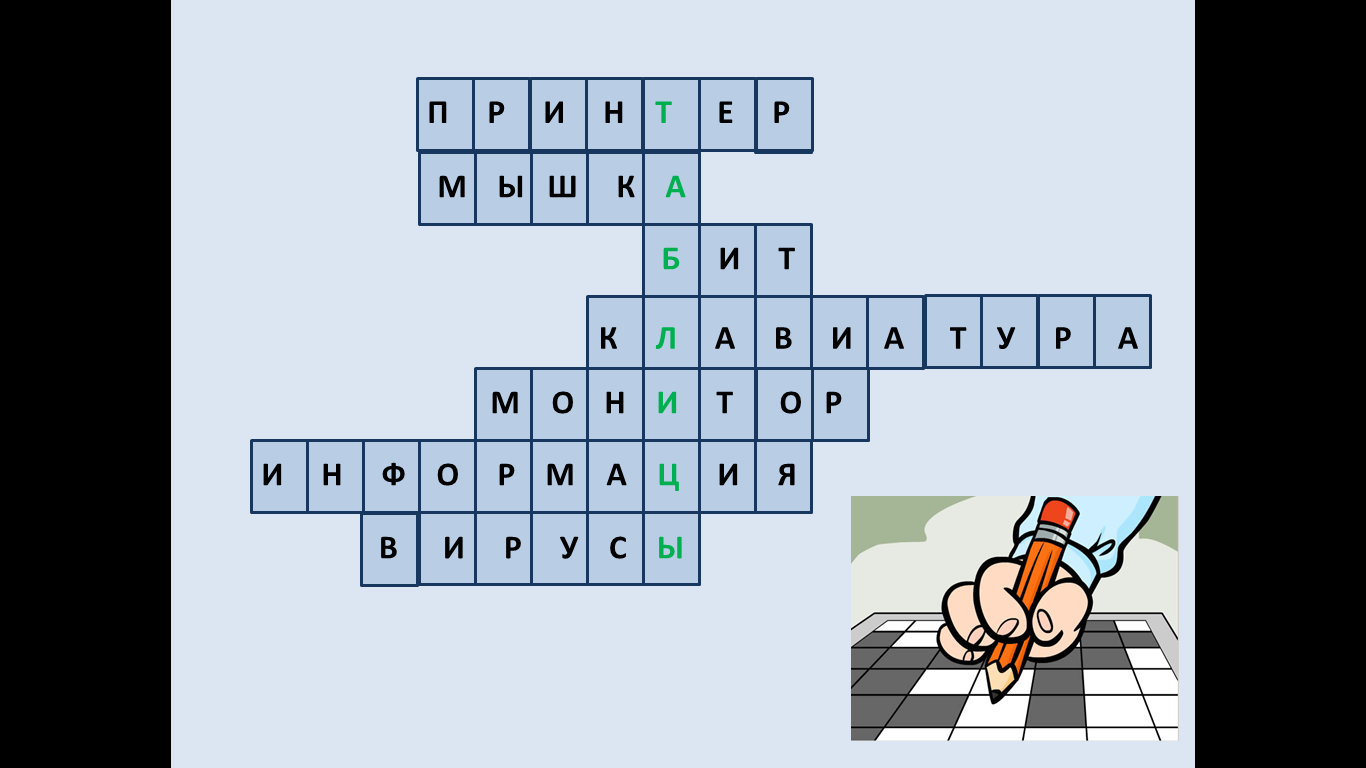 ПРИНТЕР
МЫШКА
БИТ
КЛАВИАТУРА
МОНИТОР
ИНФОРМАЦИЯ
ВИРУСЫ